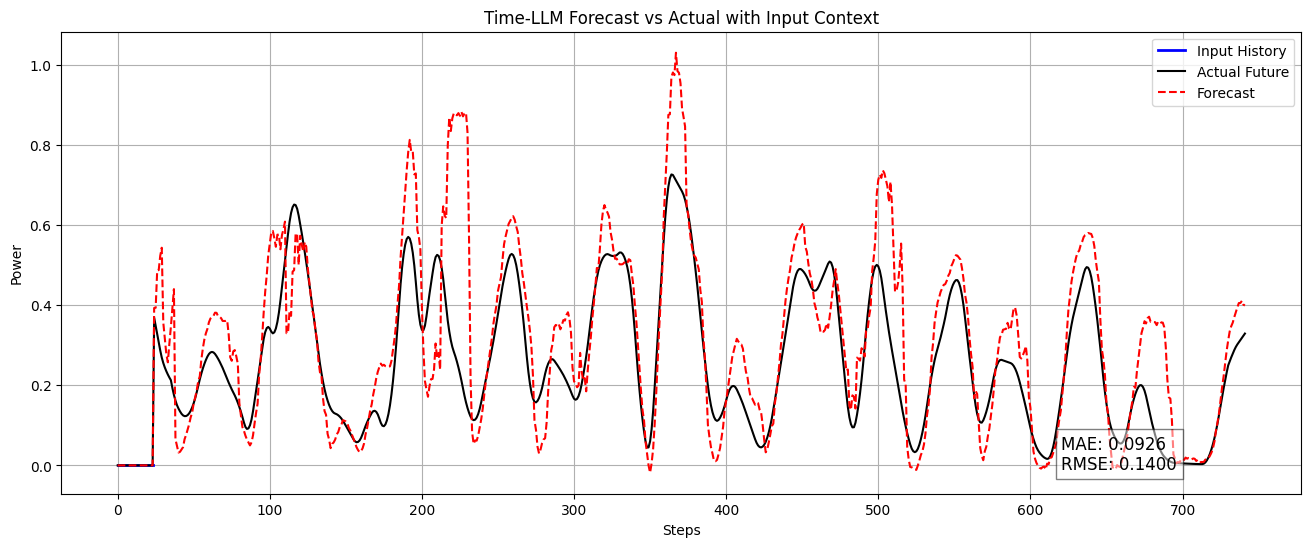 Time-LLM Forecast vs Actual with Input Context
Input History
Actual Future
Forecast
Power
1.0
0.8
0.6
0.4
0.2
0.0
MAE: 0.0926
RMSE: 0.1400
0 100 200 300 400 500 600 700
Steps